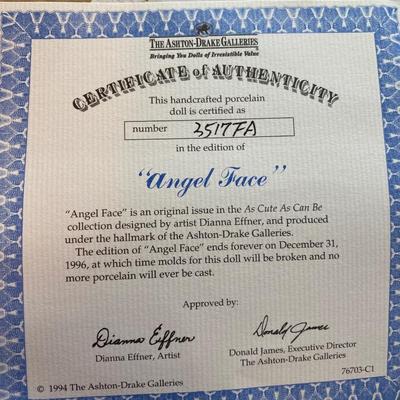 THE ASHTON-DRAKE GALLERIES
Bringing You Dolls of Irresistible Value
CERTIFICATE of AUTHENTICITY
This handcrafted porcelain
doll is certified as
number 3517FA
in the edition of
"Angel Face"
"Angel Face" is an original issue in the As Cute As Can Be
collection designed by artist Dianna Effner, and produced
under the hallmark of the Ashton-Drake Galleries.
The edition of "Angel Face" ends forever on December 31,
1996, at which time molds for this doll will be broken and no
more porcelain will ever be cast.
Approved by:
Dianna Effner Donald James
Dianna Effner, Artist Donald James, Executive Director
The Ashton-Drake Galleries
© 1994 The Ashton-Drake Galleries 76703-C1